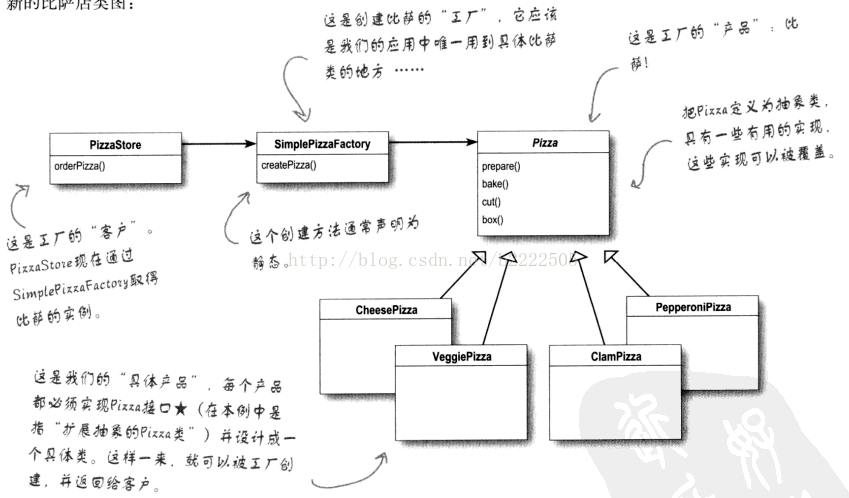 新的比萨店类图：
这是创建比萨的“工厂”，它应该
是我们的应用中唯一用到具体比萨
类的地方 ……
这是工厂的“产品”：比
萨！
把Pizza定义为抽象类，
具有一些有用的实现，
这些实现可以被覆盖。
PizzaStore
orderPizza()
SimplePizzaFactory
createPizza()
Pizza
prepare()
bake()
cut()
box()
这是工厂的“客户”。
PizzaStore现在通过
SimplePizzaFactory取得
比萨的实例。
这个创建方法通常声明为
静态。
CheesePizza
VeggiePizza
ClamPizza
PepperoniPizza
这是我们的“具体产品”，每个产品
都必须实现Pizza接口★（在本例中是
指“扩展抽象的Pizza类”）并设计成一
个具体类。这样一来，就可以被工厂创
建，并返回给客户。